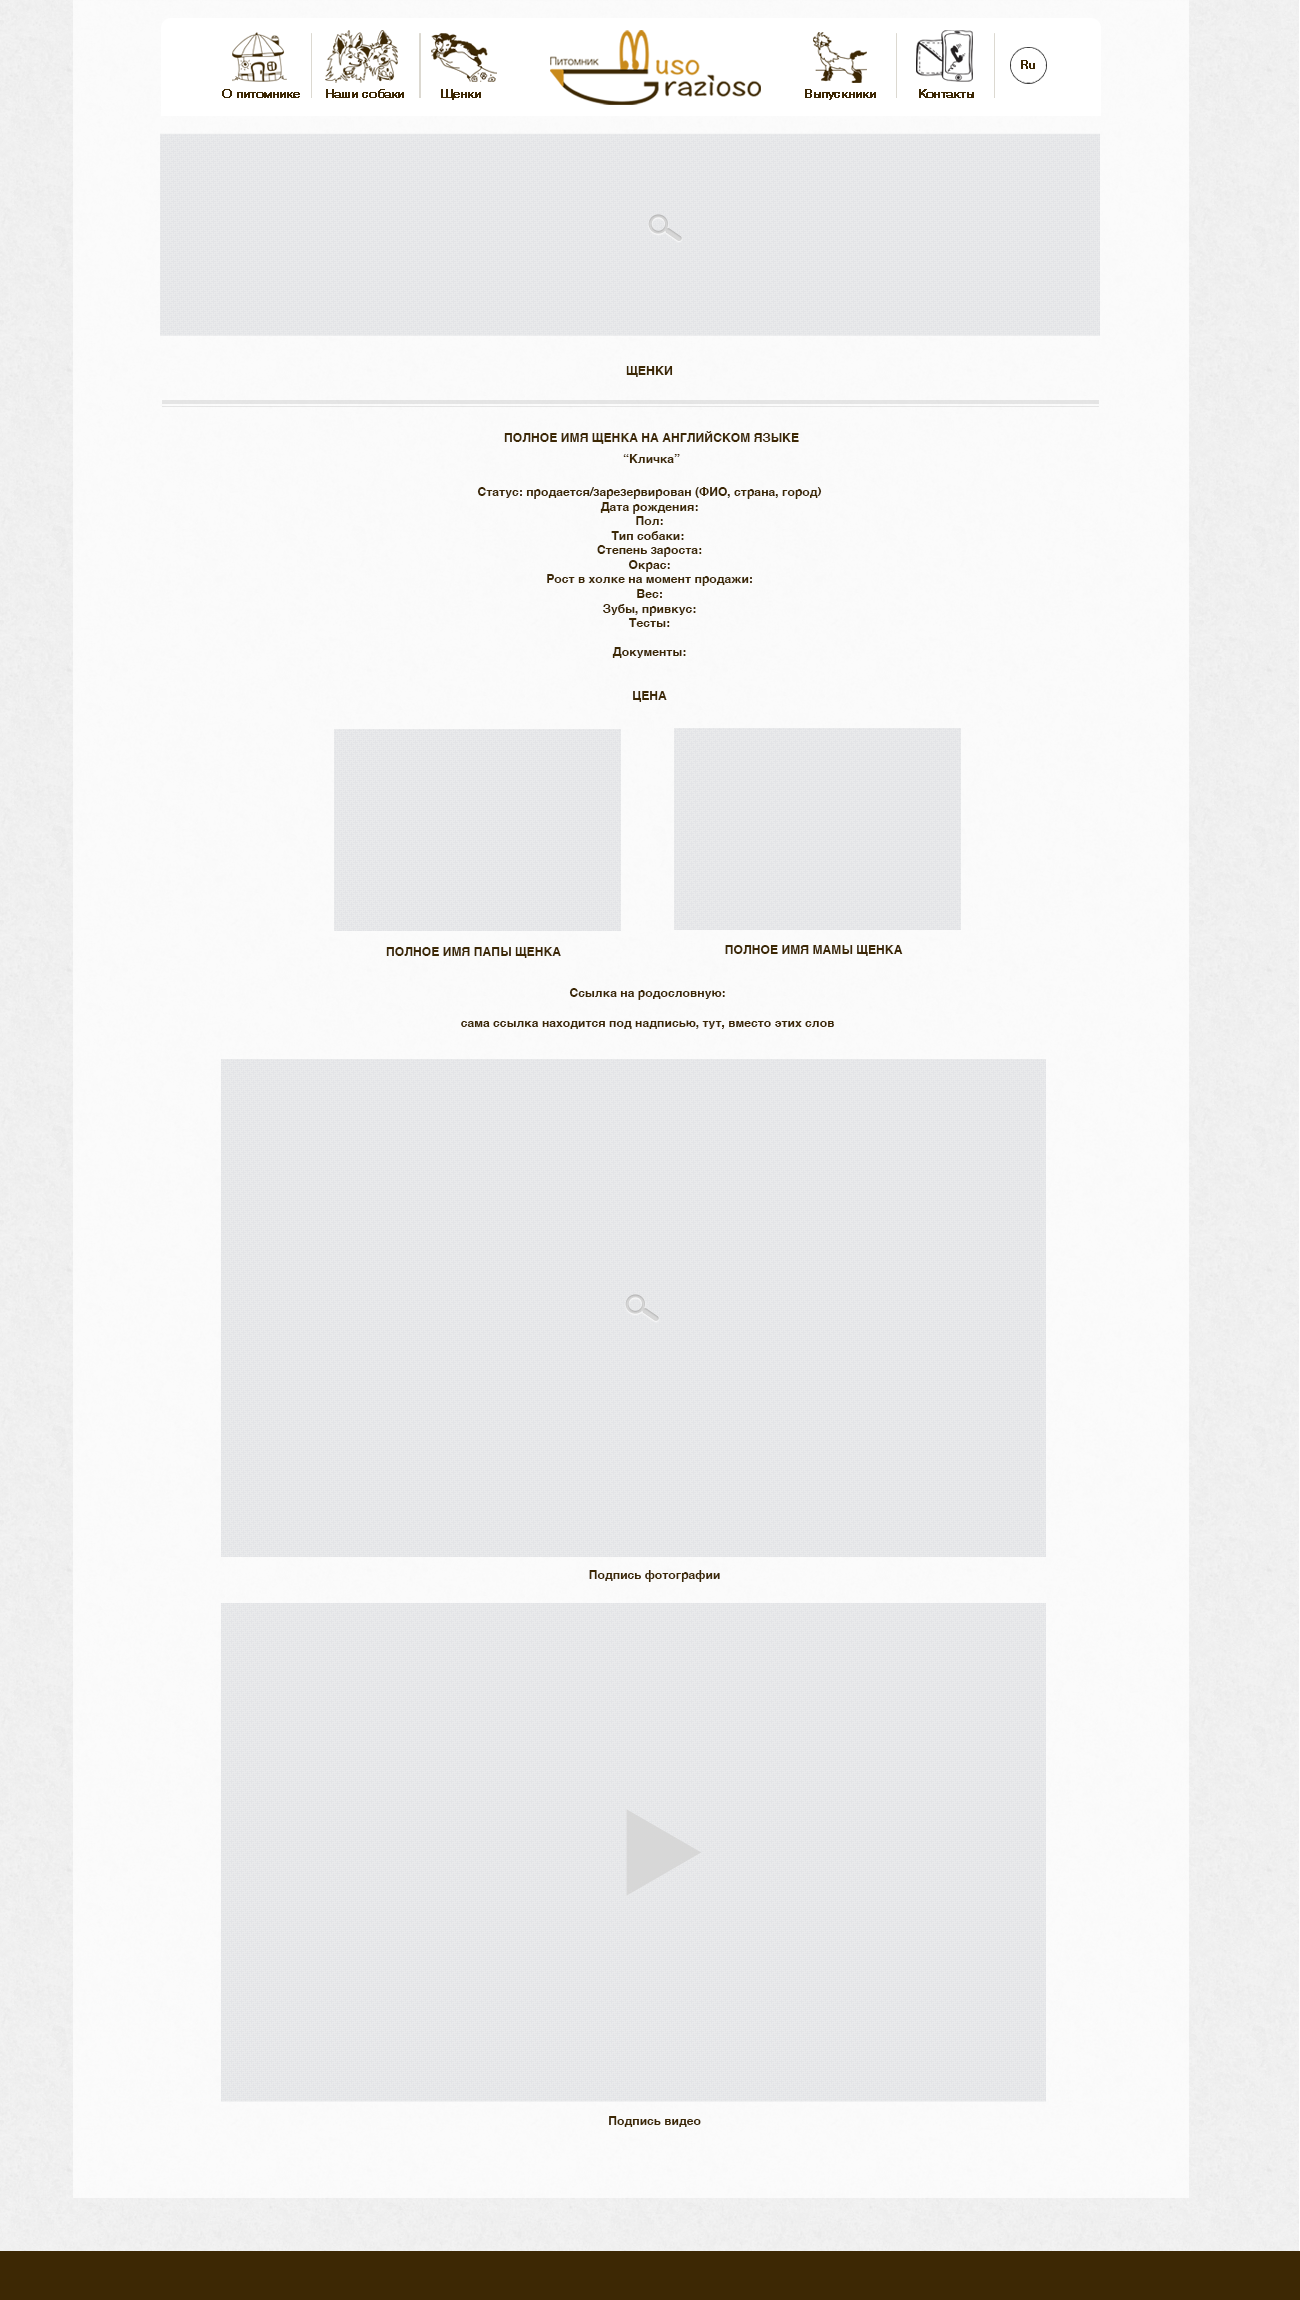 О питомнике
Наши собаки
Щенки
Питомник
Muso
Grazioso
Выпускники
Контакты
Ru
ЩЕНКИ
ПОЛНОЕ ИМЯ ЩЕНКА НА АНГЛИЙСКОМ ЯЗЫКЕ
“Кличка”
Статус: продается/зарезервирован (ФИО, страна, город)
Дата рождения:
Пол:
Тип собаки:
Степень зароста:
Окрас:
Рост в холке на момент продажи:
Вес:
Зубы, привкус:
Тесты:
Документы:
ЦЕНА
ПОЛНОЕ ИМЯ ПАПЫ ЩЕНКА
ПОЛНОЕ ИМЯ МАМЫ ЩЕНКА
Ссылка на родословную:
сама ссылка находится под надписью, тут, вместо этих слов
Подпись фотографии
Подпись видео